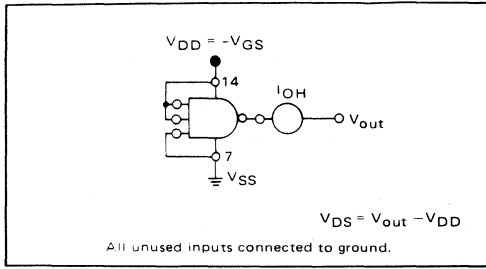 VDD = -VGS
14
IOH
Vout
7
VSS
VDS = Vout - VDD
All unused inputs connected to ground.